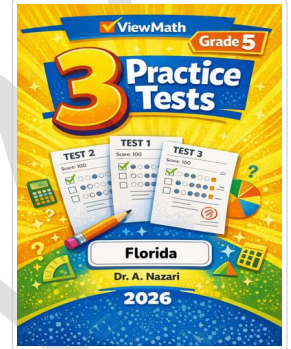 ViewMath
Grade 5
3 Practice
Tests
TEST 2
Score: 100
TEST 1
Score: 100
TEST 3
Score: 100
Florida
Dr. A. Nazari
2026